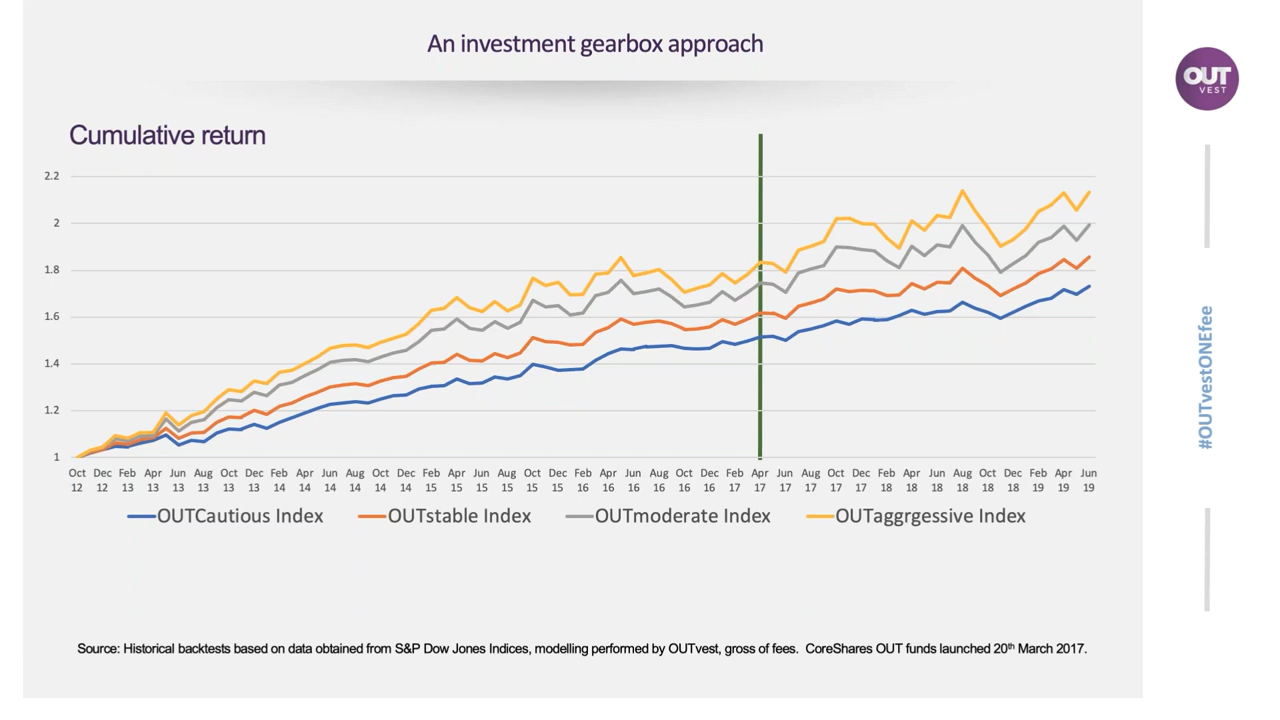 An investment gearbox approach
OUT
VEST
Cumulative return
2.2
2
1.8
1.6
1.4
1.2
1
Oct Dec Feb Apr Jun Aug Oct Dec Feb Apr Jun Aug Oct Dec Feb Apr Jun Aug Oct Dec Feb Apr Jun Aug Oct Dec Feb Apr Jun Aug Oct Dec Feb Apr Jun Aug Oct Dec Feb Apr Jun
12 12 13 13 13 13 13 13 14 14 14 14 14 14 15 15 15 15 15 15 16 16 16 16 16 16 17 17 17 17 17 17 18 18 18 18 18 18 19 19 19
OUTCautious Index OUTstable Index OUTmoderate Index OUTaggrgessive Index
Source: Historical backtests based on data obtained from S&P Dow Jones Indices, modelling performed by OUTvest, gross of fees. CoreShares OUT funds launched 20th March 2017.
#OUTvestONEfee